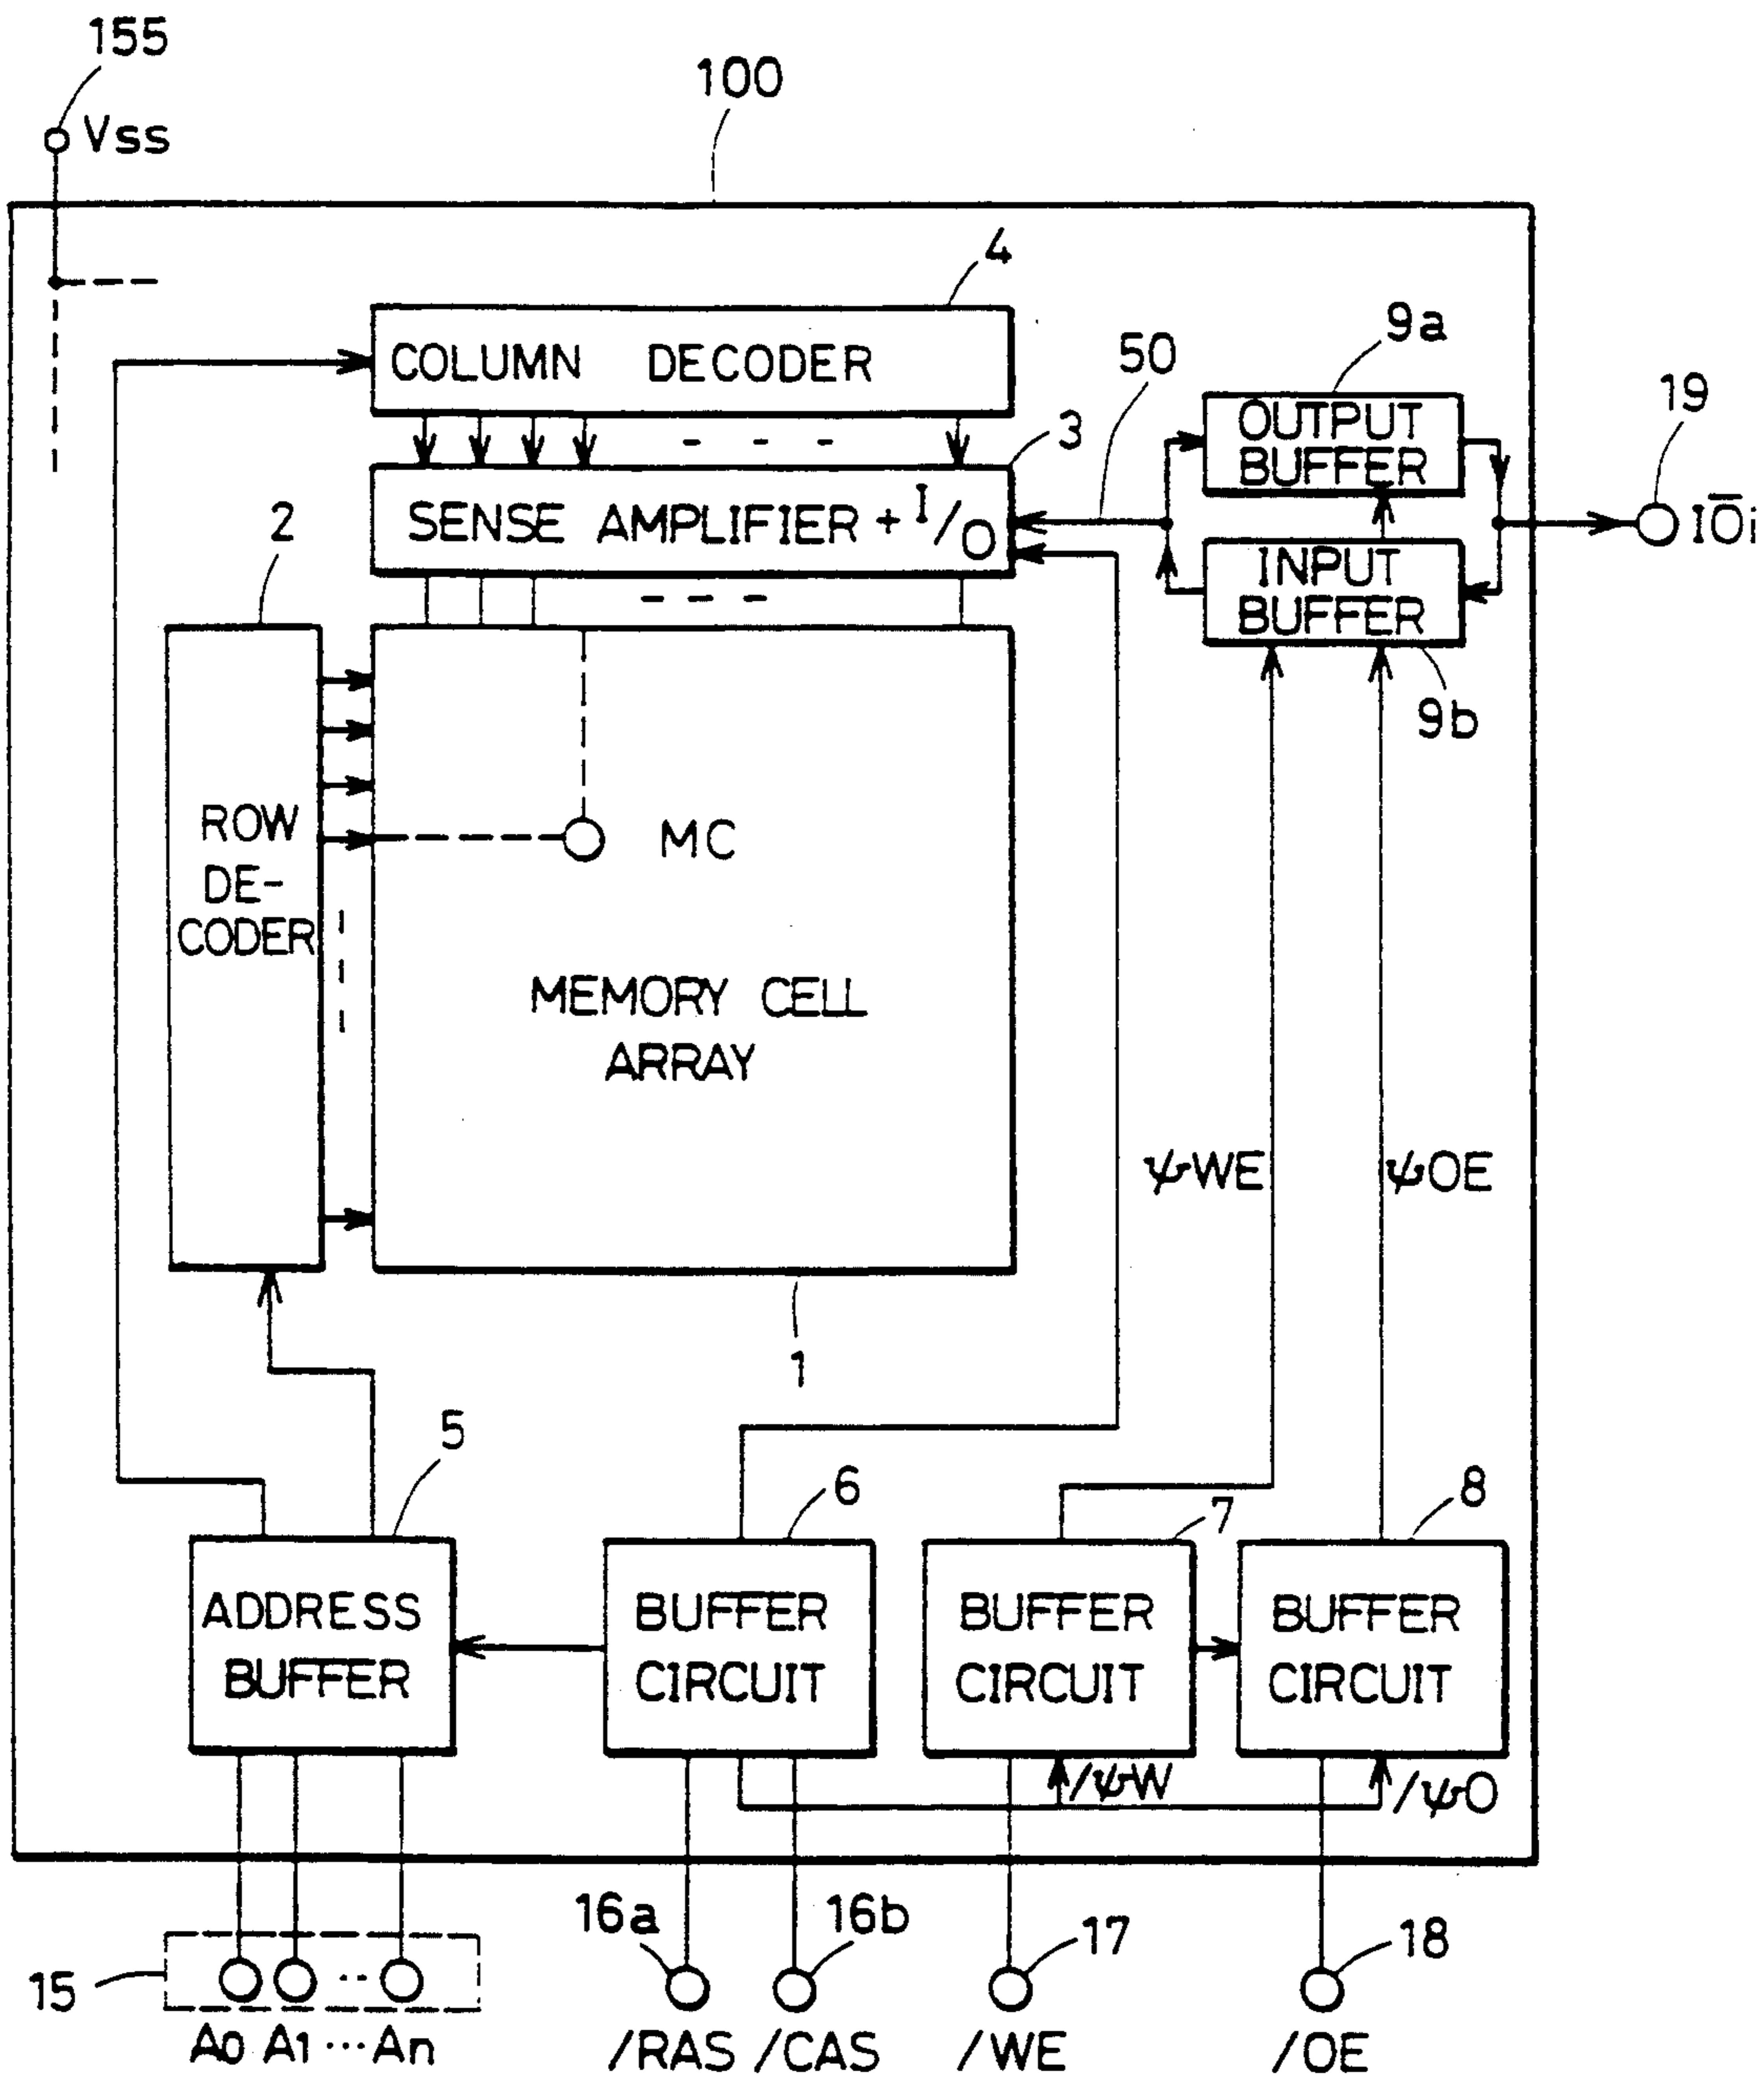 155
Vss
100
4
COLUMN DECODER
50
9a
OUTPUT
BUFFER
19
IOi
3
SENSE AMPLIFIER + I/O
INPUT
BUFFER
9b
2
ROW
DE-
CODER
MC
MEMORY CELL
ARRAY
1
ψWE
ψOE
5
6
7
8
ADDRESS
BUFFER
BUFFER
CIRCUIT
BUFFER
CIRCUIT
BUFFER
CIRCUIT
/ψW
/ψO
15
16a
16b
17
18
A0 A1 ··· An
/RAS
/CAS
/WE
/OE